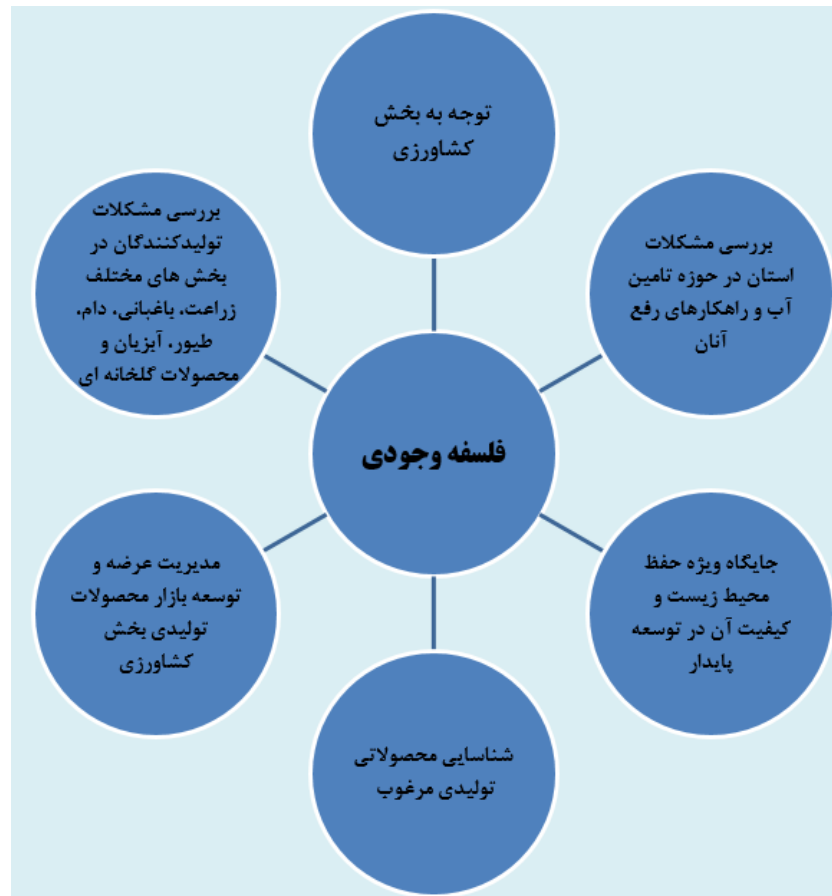 توجه به بخش
کشاورزی
بررسی مشکلات
استان در حوزه تامین
آب و راهکارهای رفع
آنان
جایگاه ویژه حفظ
محیط زیست و
کیفیت آن در توسعه
پایدار
شناسایی محصولاتی
تولیدی مرغوب
مدیریت عرضه و
توسعه بازار محصولات
تولیدی بخش
کشاورزی
بررسی مشکلات
تولیدکنندگان در
بخش های مختلف
زراعت، باغبانی، دام،
طیور، آبزیان و
محصولات گلخانه ای
فلسفه وجودی